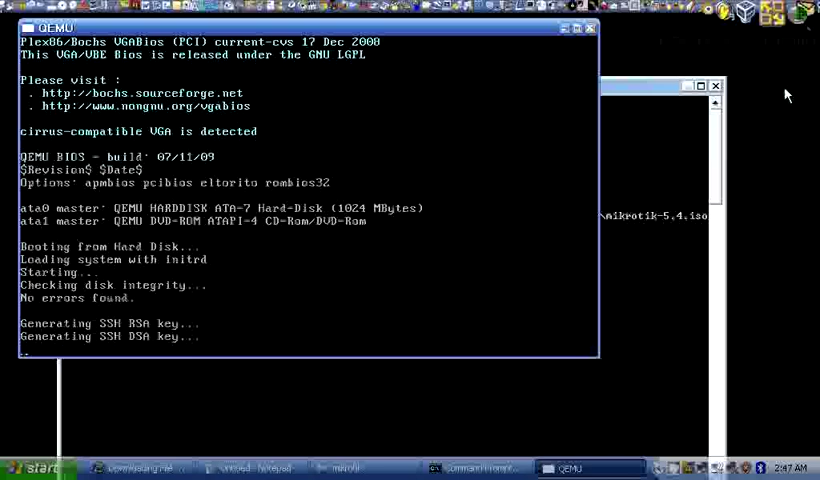 QEMU
Plex86/Bochs VGABios (PCI) current-cvs 17 Dec 2008
This VGA/VBE Bios is released under the GNU LGPL
Please visit :
. http://bochs.sourceforge.net
. http://www.nongnu.org/vgabios
cirrus-compatible VGA is detected
QEMU BIOS - build: 07/11/09
$Revision$ $Date$
Options: apmbios pcibios eltorito rombios32
ata0 master: QEMU HARDDISK ATA-7 Hard-Disk (1024 MBytes)
ata1 master: QEMU DVD-ROM ATAPI-4 CD-Rom/DVD-Rom
\mikrotik-5.4.iso
Booting from Hard Disk...
Loading system with initrd
Starting...
Checking disk integrity...
No errors found.
Generating SSH RSA key...
Generating SSH DSA key...
start
Untitled - Notepad
Command Prompt...
QEMU
2:47 AM